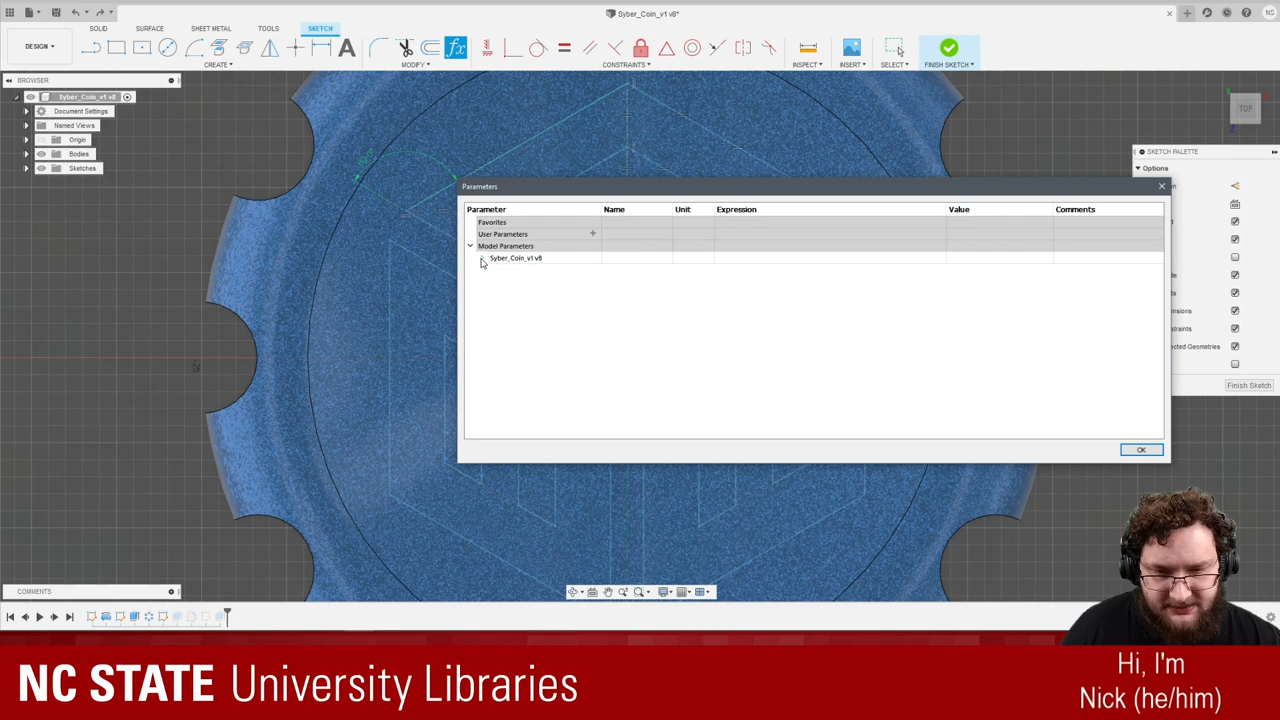 Syber_Coin_v1 v8*
NS
DESIGN
SOLID
SURFACE
SHEET METAL
TOOLS
SKETCH
CREATE
MODIFY
CONSTRAINTS
INSPECT
INSERT
SELECT
FINISH SKETCH
BROWSER
Syber_Coin_v1 v8
Document Settings
Named Views
Origin
Bodies
Sketches
TOP
SKETCH PALETTE
Options
Finish Sketch
Parameters
Parameter Name Unit Expression Value Comments
Favorites
User Parameters
Model Parameters
Syber_Coin_v1 v8
OK
COMMENTS
NC STATE University Libraries
Hi, I'm
Nick (he/him)